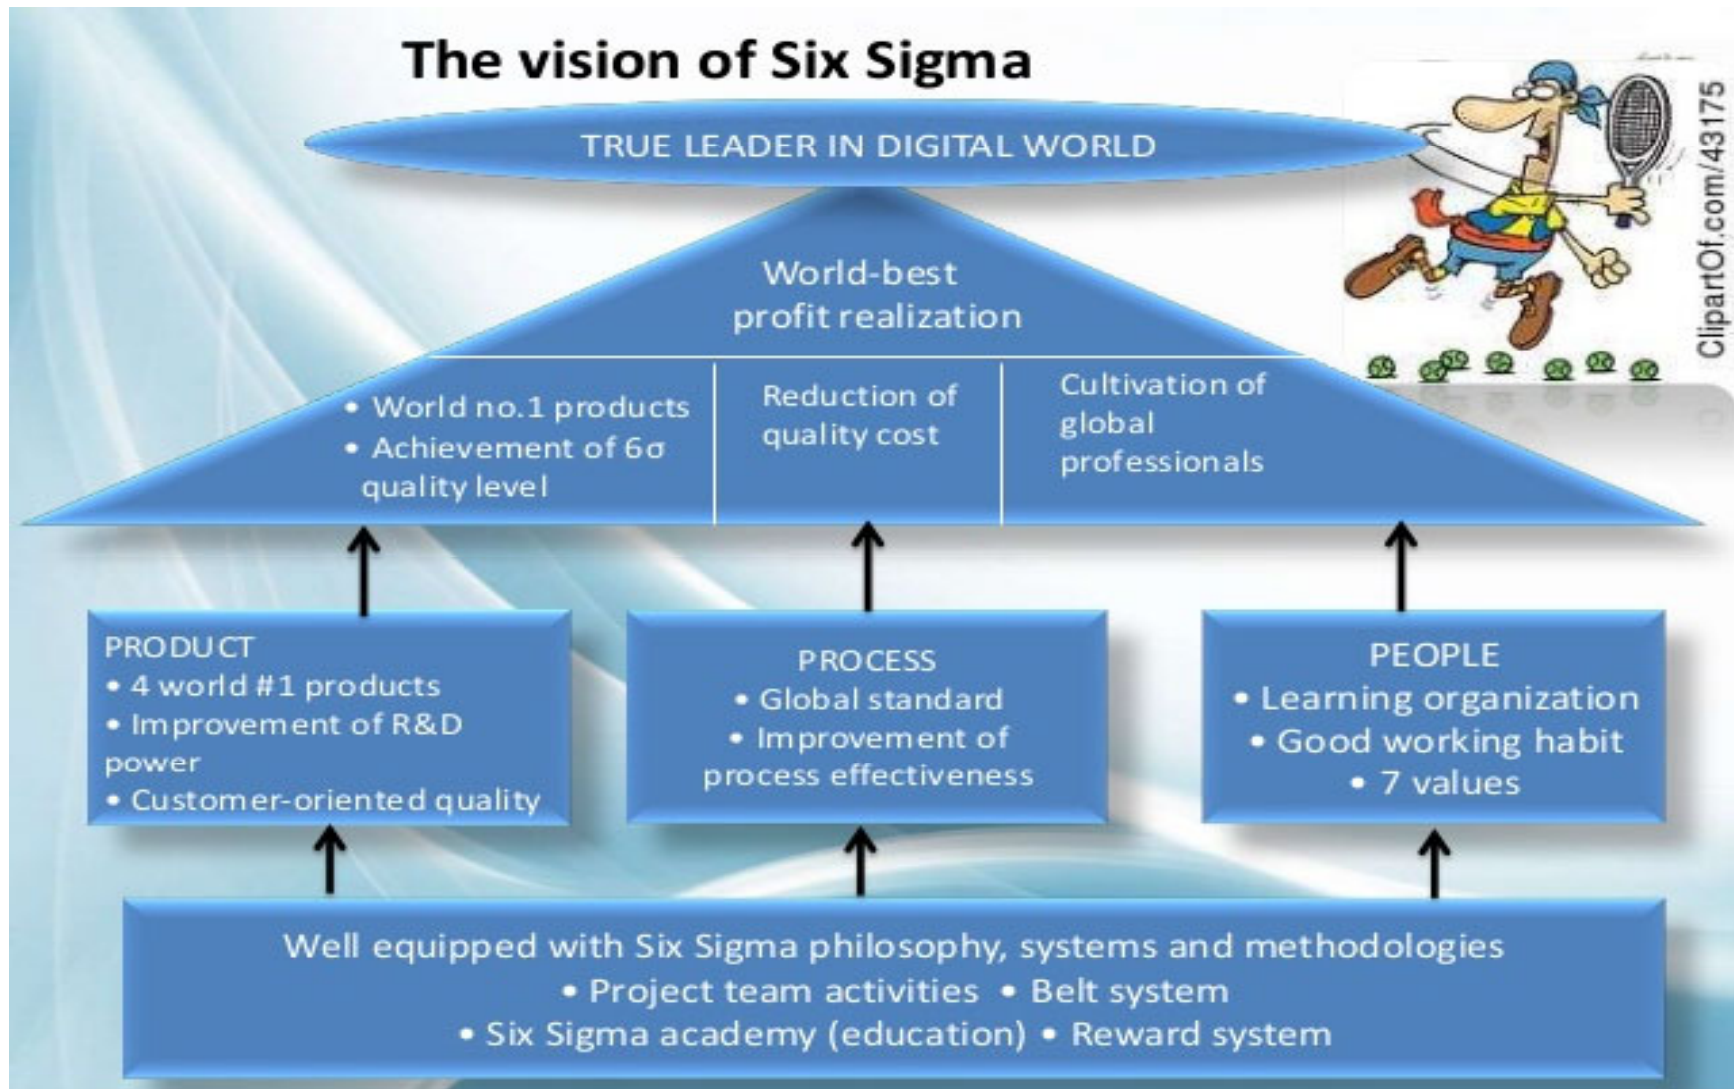 The vision of Six Sigma
TRUE LEADER IN DIGITAL WORLD
ClipartOf.com/43175
World-best
profit realization
• World no.1 products
• Achievement of 6σ
quality level
Reduction of
quality cost
Cultivation of
global
professionals
PRODUCT
• 4 world #1 products
• Improvement of R&D
power
• Customer-oriented quality
PROCESS
• Global standard
• Improvement of
process effectiveness
PEOPLE
• Learning organization
• Good working habit
• 7 values
Well equipped with Six Sigma philosophy, systems and methodologies
• Project team activities • Belt system
• Six Sigma academy (education) • Reward system